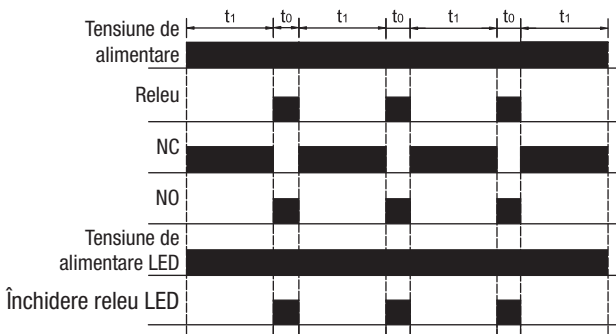 t1 t0 t1 t0 t1 t0 t1
Tensiune de
alimentare
Releu
NC
NO
Tensiune de
alimentare LED
Închidere releu LED